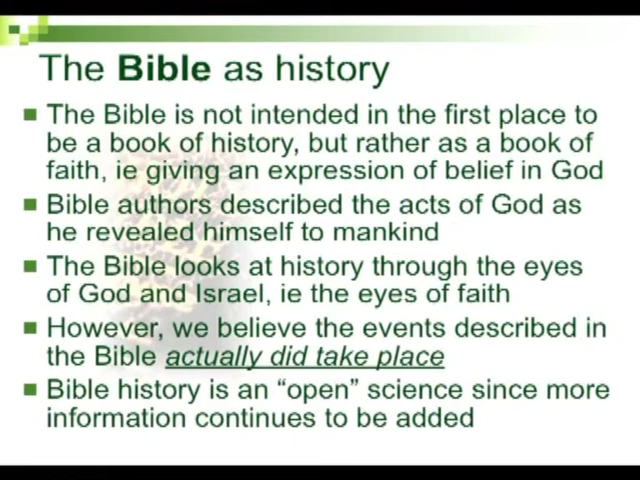 The Bible as history
The Bible is not intended in the first place to
be a book of history, but rather as a book of
faith, ie giving an expression of belief in God
Bible authors described the acts of God as
he revealed himself to mankind
The Bible looks at history through the eyes
of God and Israel, ie the eyes of faith
However, we believe the events described in
the Bible actually did take place
Bible history is an “open” science since more
information continues to be added